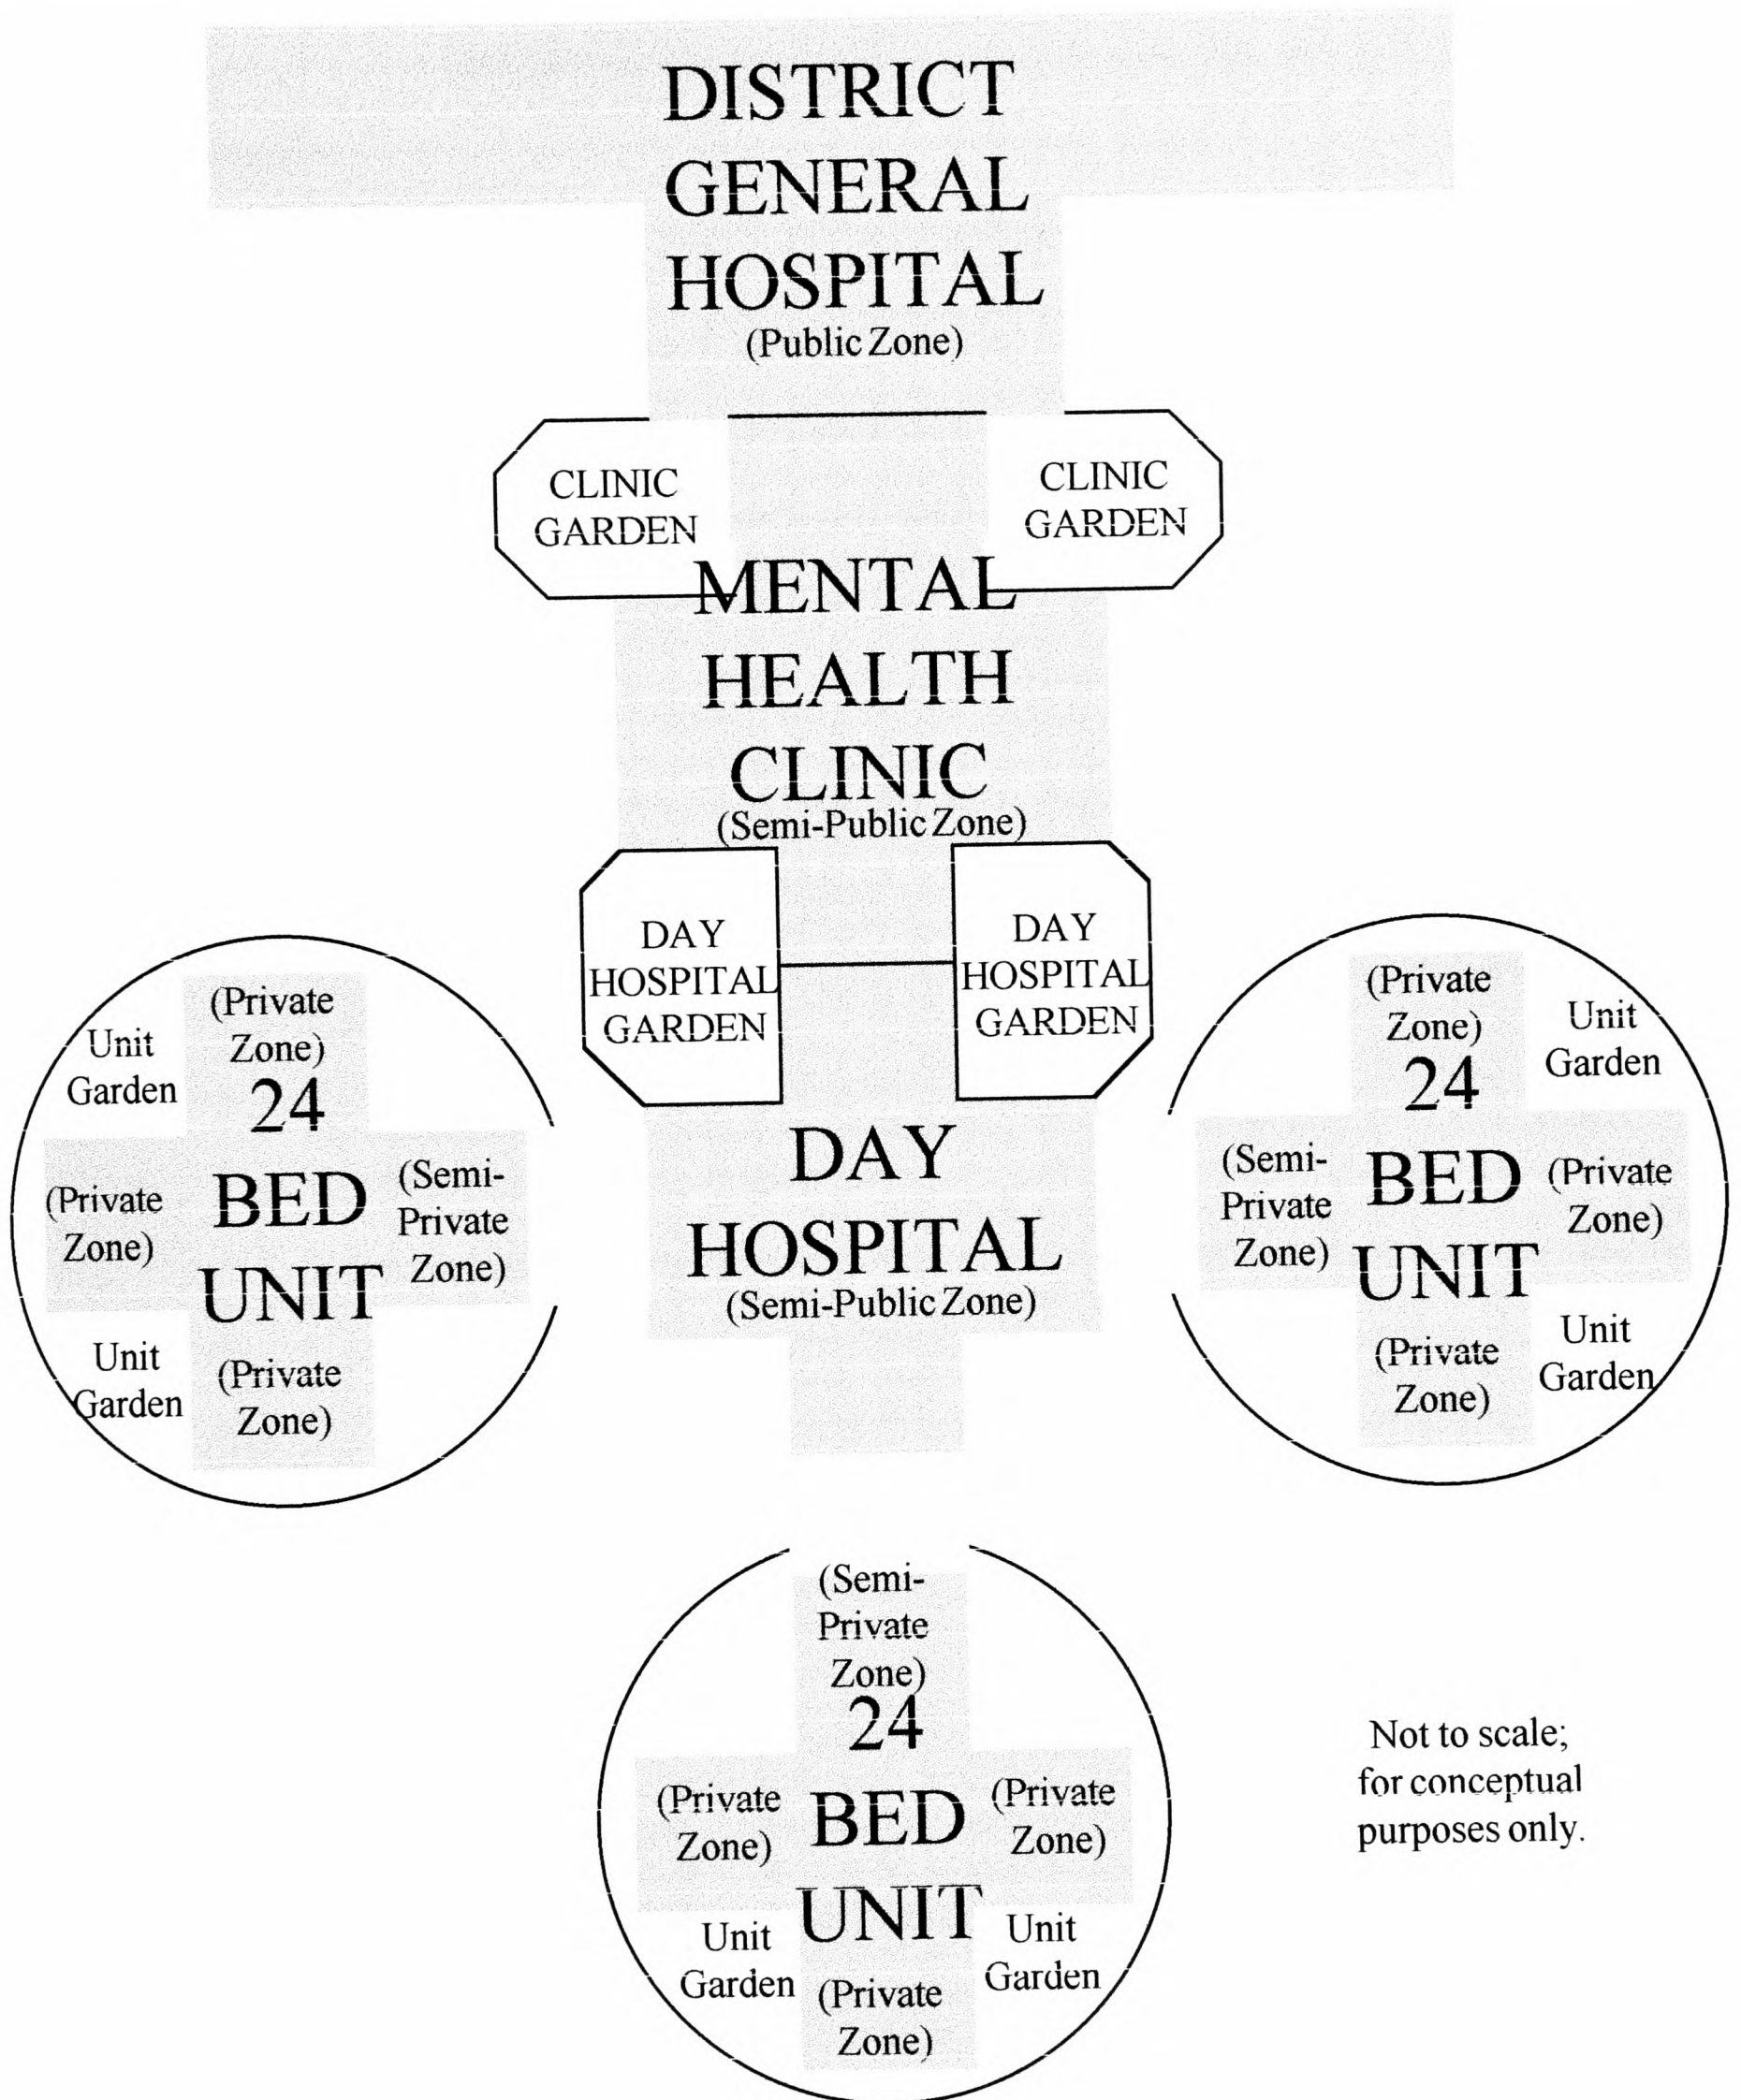 DISTRICT
GENERAL
HOSPITAL
(Public Zone)
CLINIC
GARDEN
CLINIC
GARDEN
MENTAL
HEALTH
CLINIC
(Semi-Public Zone)
DAY
HOSPITAL
GARDEN
DAY
HOSPITAL
GARDEN
Unit
Garden
(Private
Zone)
24
(Private
Zone)
BED
UNIT
(Semi-
Private
Zone)
Unit
Garden
(Private
Zone)
DAY
HOSPITAL
(Semi-Public Zone)
(Private
Zone)
24
Unit
Garden
(Semi-
Private
Zone)
BED
UNIT
(Private
Zone)
(Private
Zone)
Unit
Garden
(Semi-
Private
Zone)
24
(Private
Zone)
BED
UNIT
(Private
Zone)
Unit
Garden
(Private
Zone)
Unit
Garden
Not to scale;
for conceptual
purposes only.